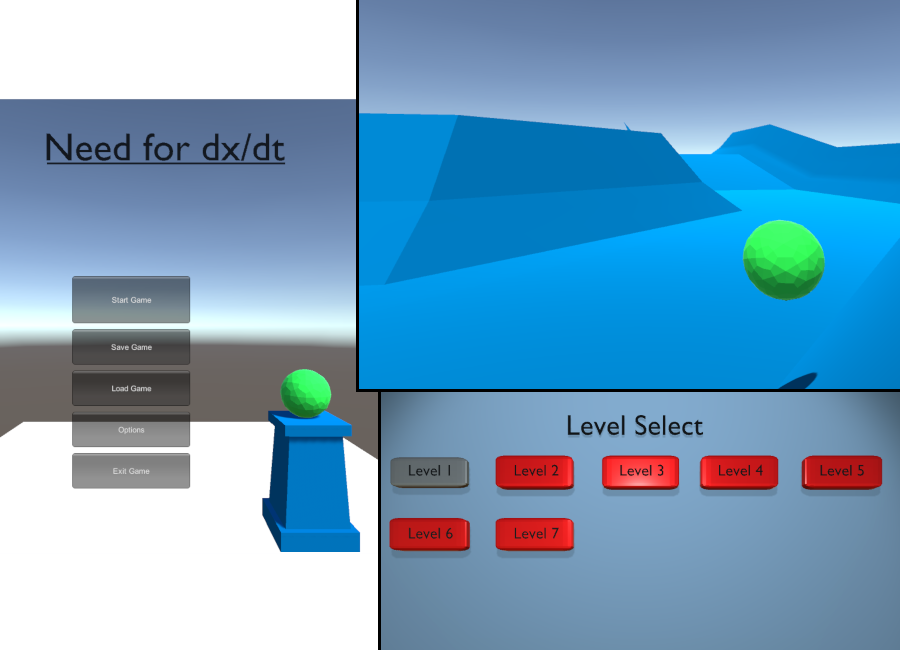 Need for dx/dt
Start Game
Save Game
Load Game
Options
Exit Game
Level Select
Level 1 Level 2 Level 3 Level 4 Level 5
Level 6 Level 7